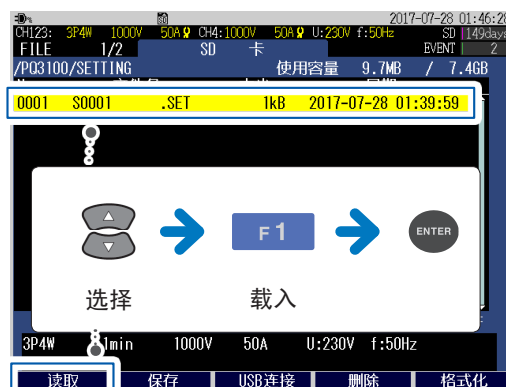 2017-07-28 01:46:28
CH123: 3P4W 1000V 50A CH4:1000V 50A U:230V f:50Hz SD 149days
FILE 1/2 SD 卡 EVENT 2
/PQ3100/SETTING 使用容量 9.7MB / 7.4GB
0001 S0001 .SET 1kB 2017-07-28 01:39:59
F 1 ENTER
选择 载入
3P4W 1min 1000V 50A U:230V f:50Hz
读取 保存 USB连接 删除 格式化